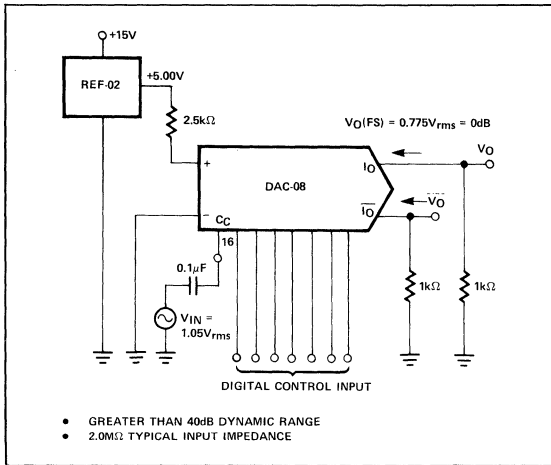 +15V
REF-02
+5.00V
2.5kΩ
V_O(FS) = 0.775V_rms = 0dB
V_O
+
I_O
DAC-08
V̅_O̅
I̅_O̅
−
C_C
16
0.1μF
V_IN =
1.05V_rms
1kΩ
1kΩ
DIGITAL CONTROL INPUT
• GREATER THAN 40dB DYNAMIC RANGE
• 2.0MΩ TYPICAL INPUT IMPEDANCE